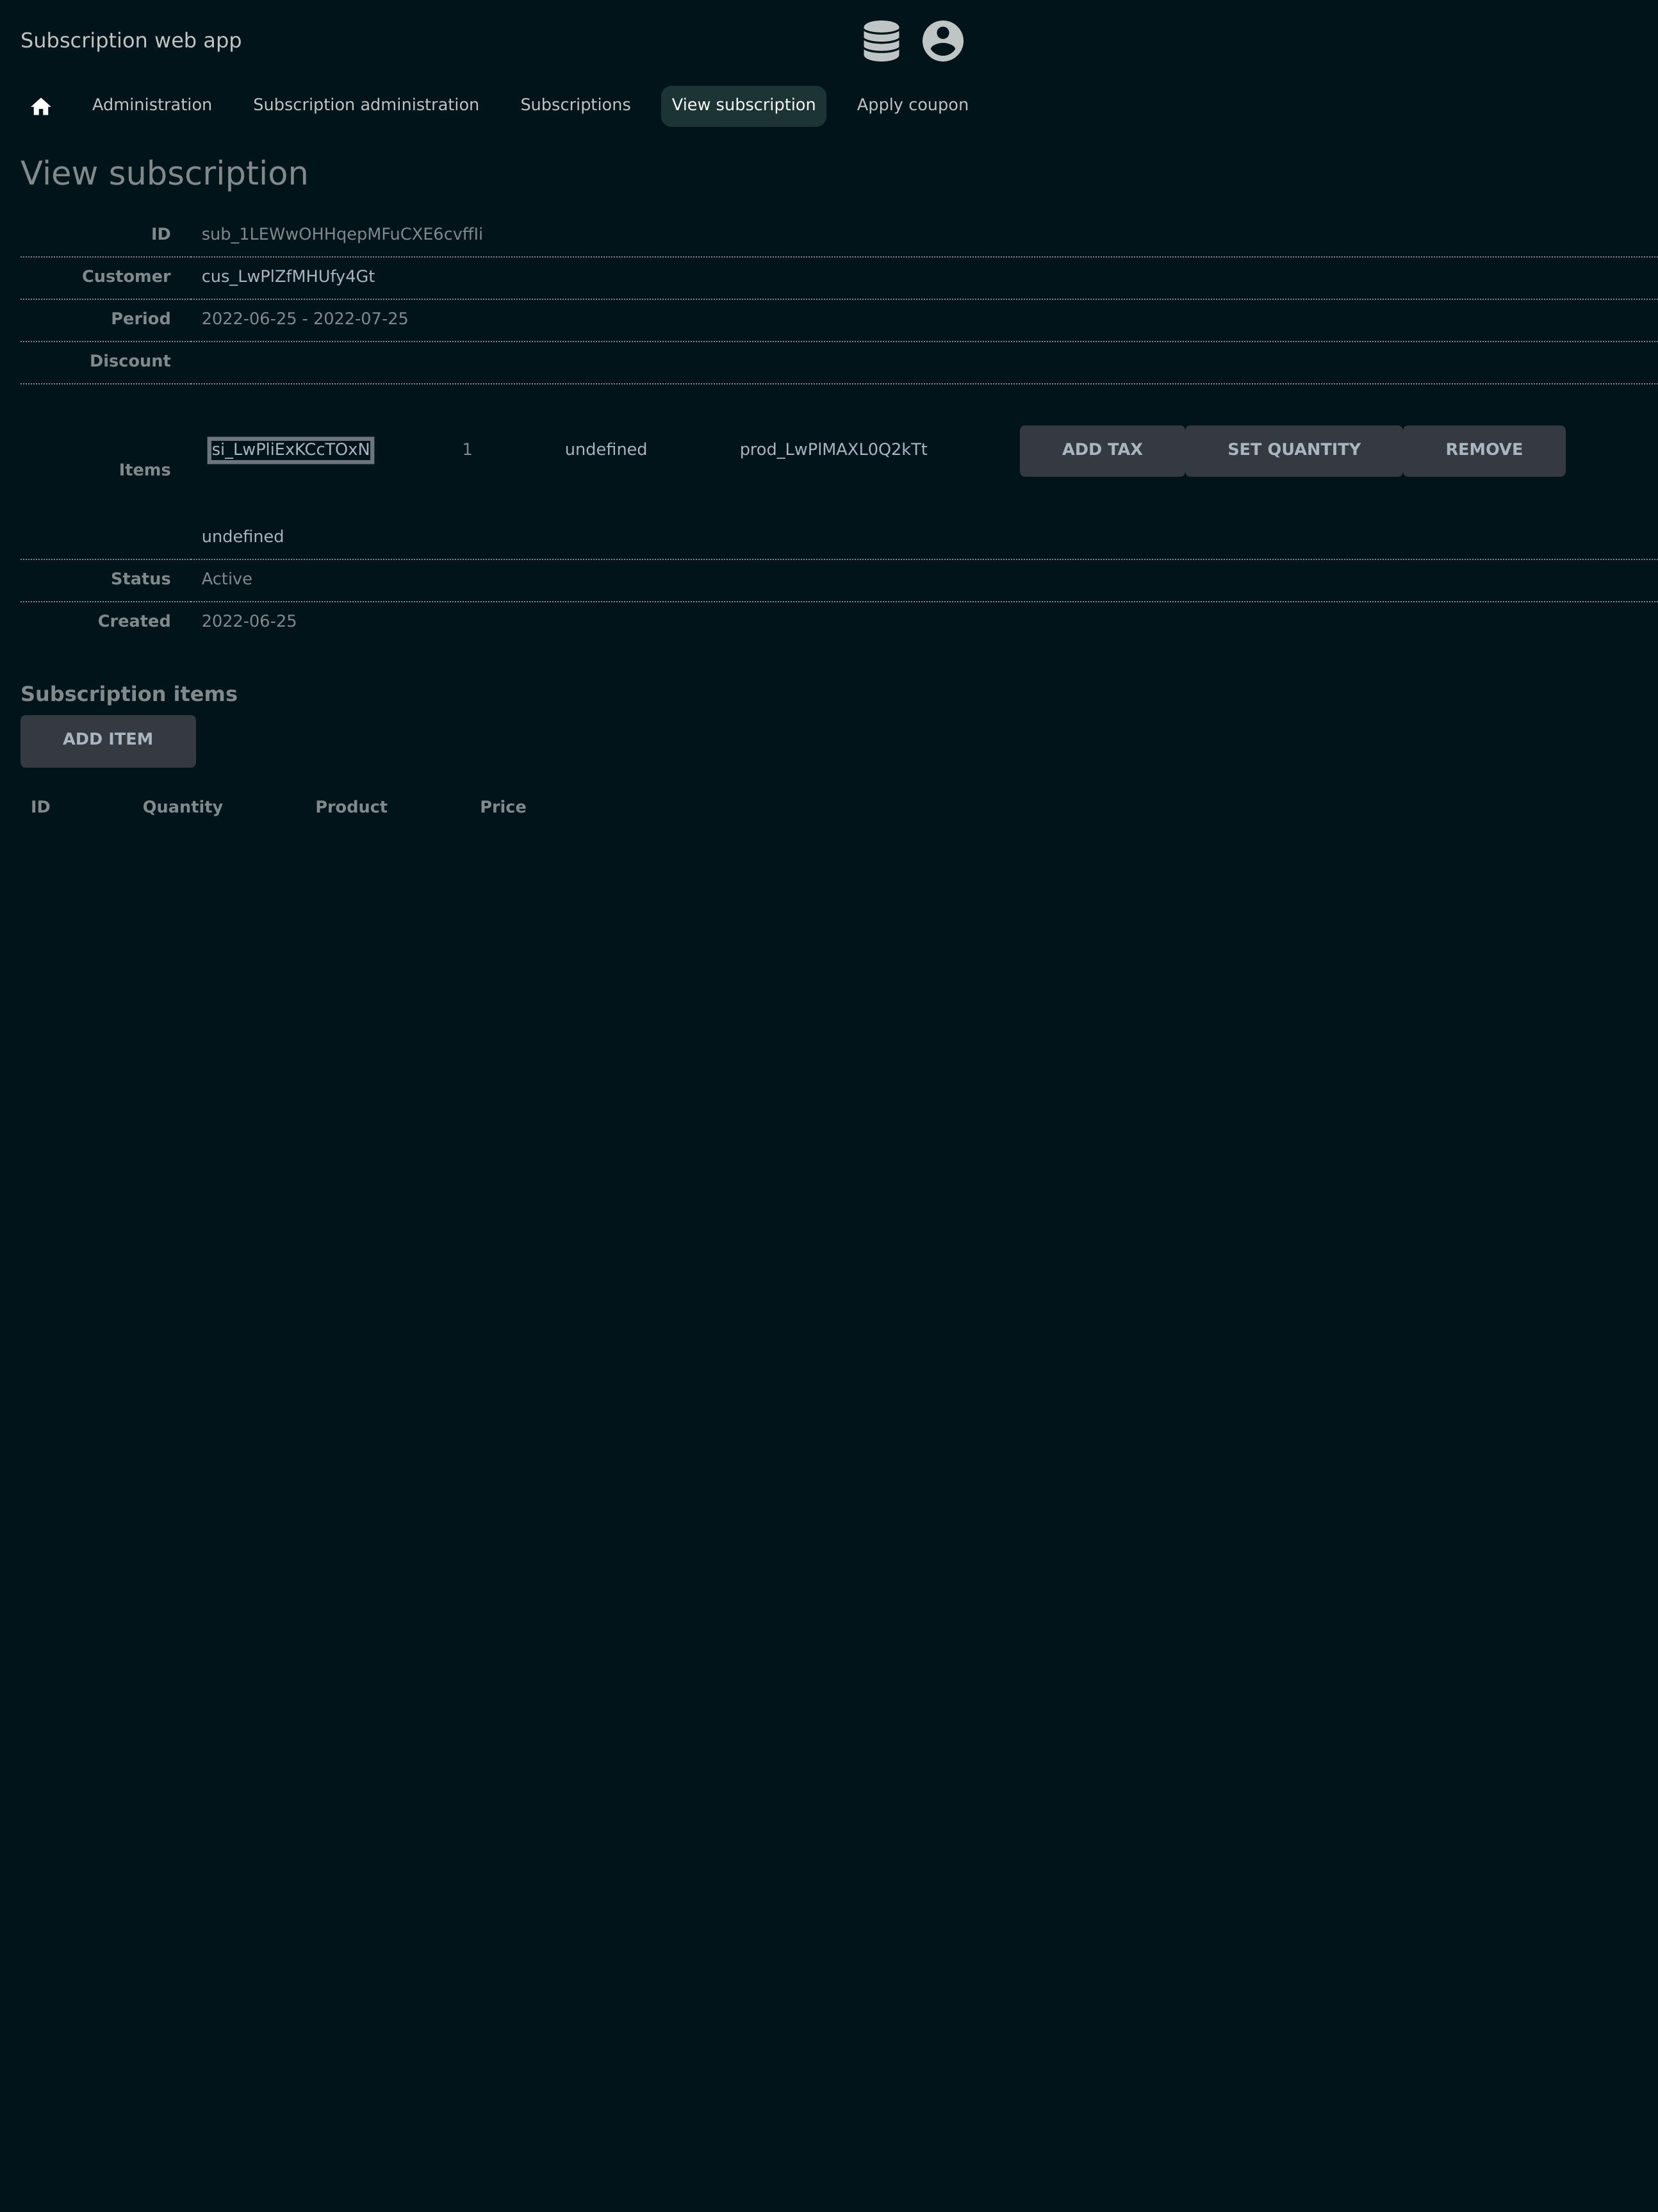 Subscription web app
Administration Subscription administration Subscriptions View subscription Apply coupon
View subscription
ID sub_1LEWwOHHqepMFuCXE6cvffIi
Customer cus_LwPlZfMHUfy4Gt
Period 2022-06-25 - 2022-07-25
Discount
Items si_LwPliExKCcTOxN 1 undefined prod_LwPlMAXL0Q2kTt ADD TAX SET QUANTITY REMOVE
undefined
Status Active
Created 2022-06-25
Subscription items
ADD ITEM
ID Quantity Product Price